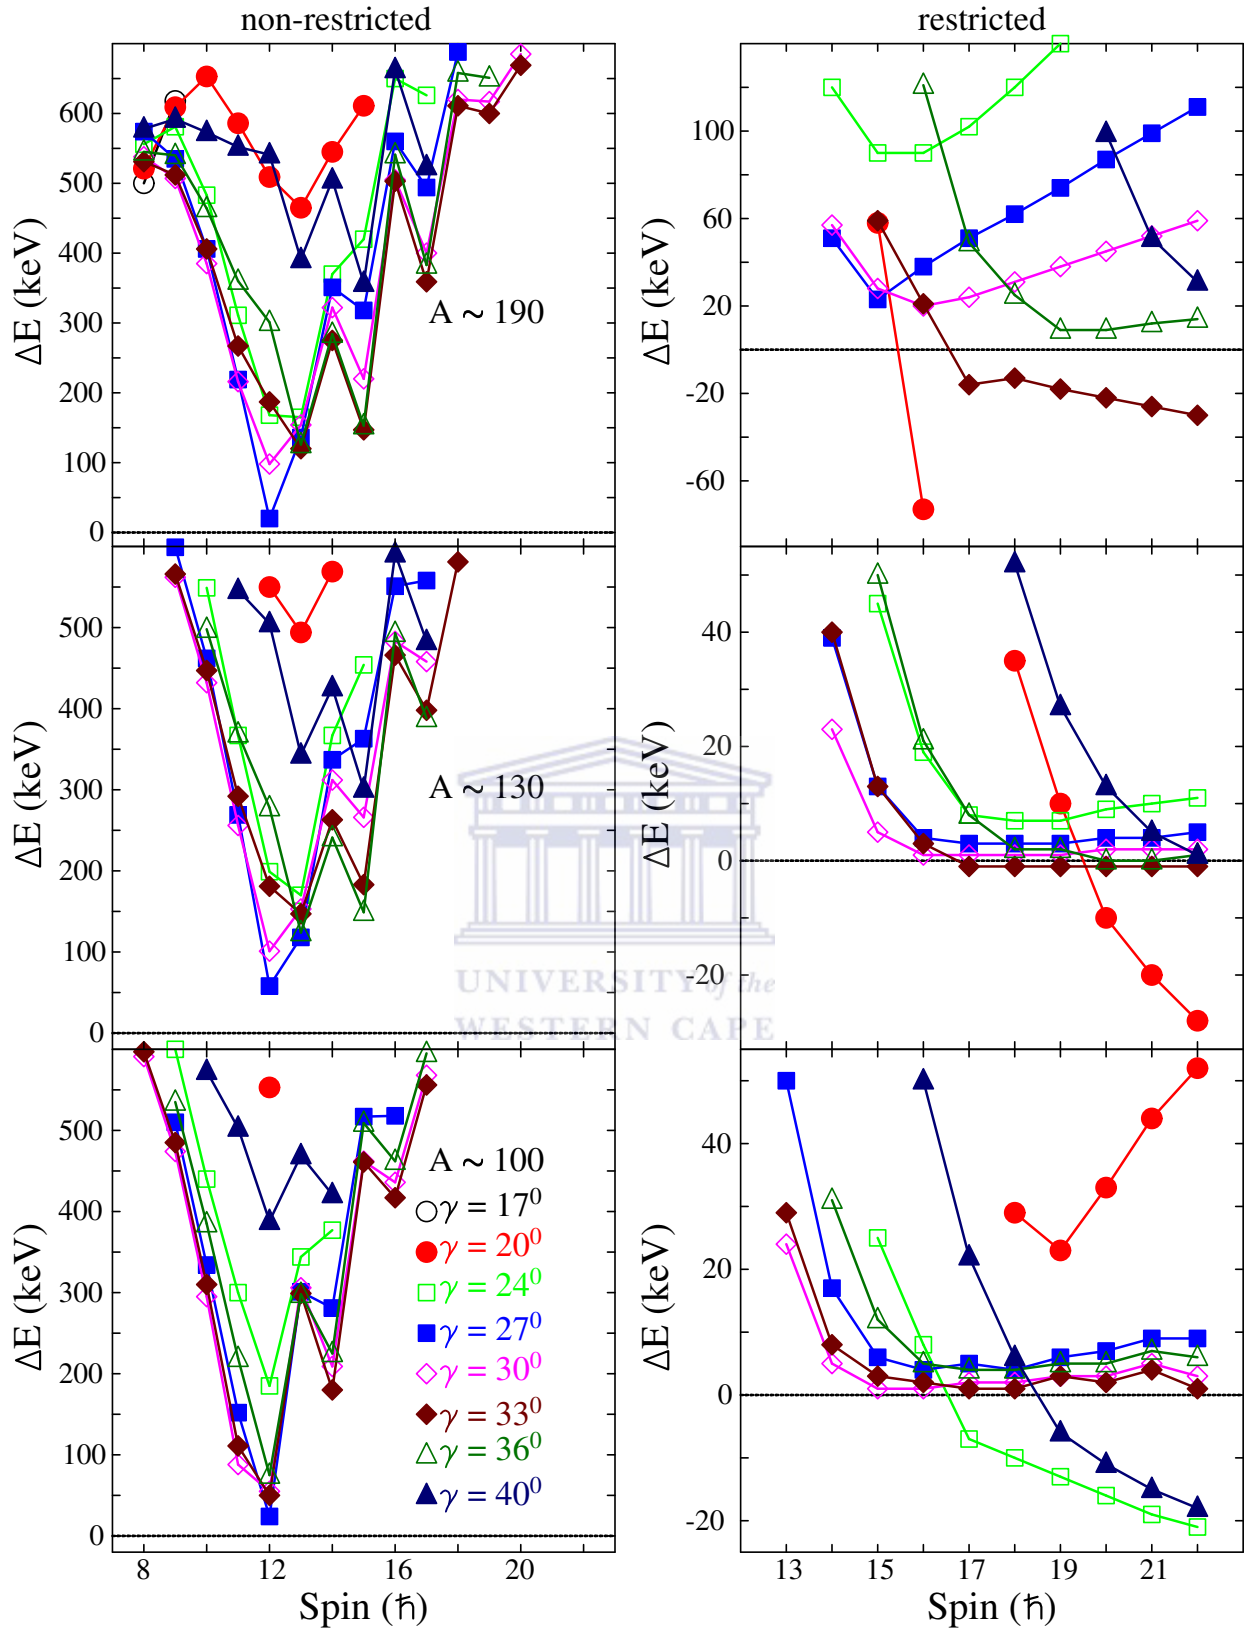 non-restricted
restricted
600
500
400
300
200
100
0
ΔE (keV)
A ~ 190
100
60
20
-20
-60
ΔE (keV)
500
400
300
200
100
0
ΔE (keV)
A ~ 130
40
20
0
-20
ΔE (keV)
UNIVERSITY of the
WESTERN CAPE
500
400
300
200
100
0
ΔE (keV)
A ~ 100
γ = 17⁰
γ = 20⁰
γ = 24⁰
γ = 27⁰
γ = 30⁰
γ = 33⁰
γ = 36⁰
γ = 40⁰
40
20
0
-20
ΔE (keV)
8 12 16 20
Spin (ħ)
13 15 17 19 21
Spin (ħ)